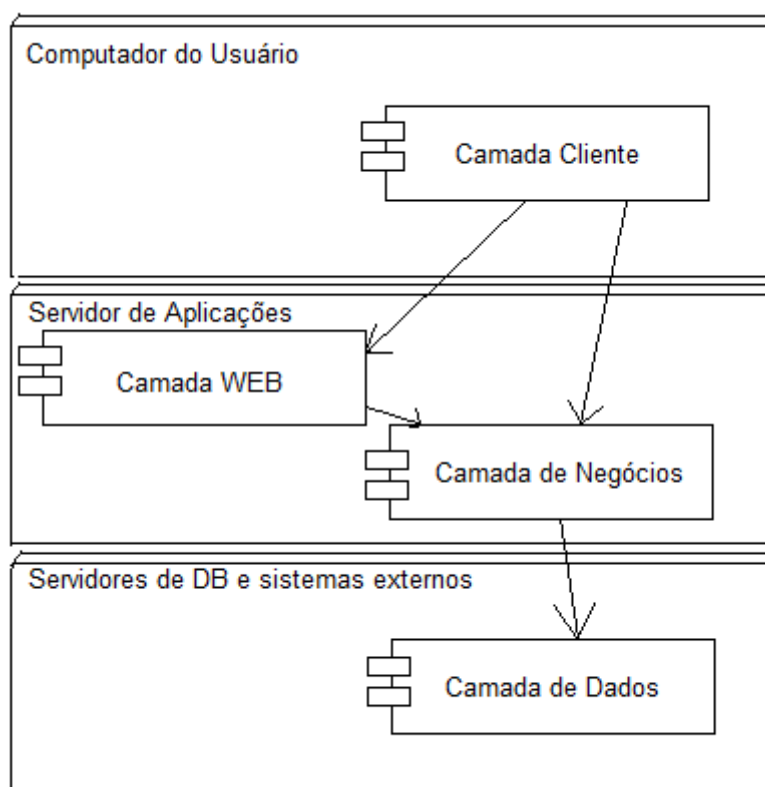 Computador do Usuário
Camada Cliente
Servidor de Aplicações
Camada WEB
Camada de Negócios
Servidores de DB e sistemas externos
Camada de Dados